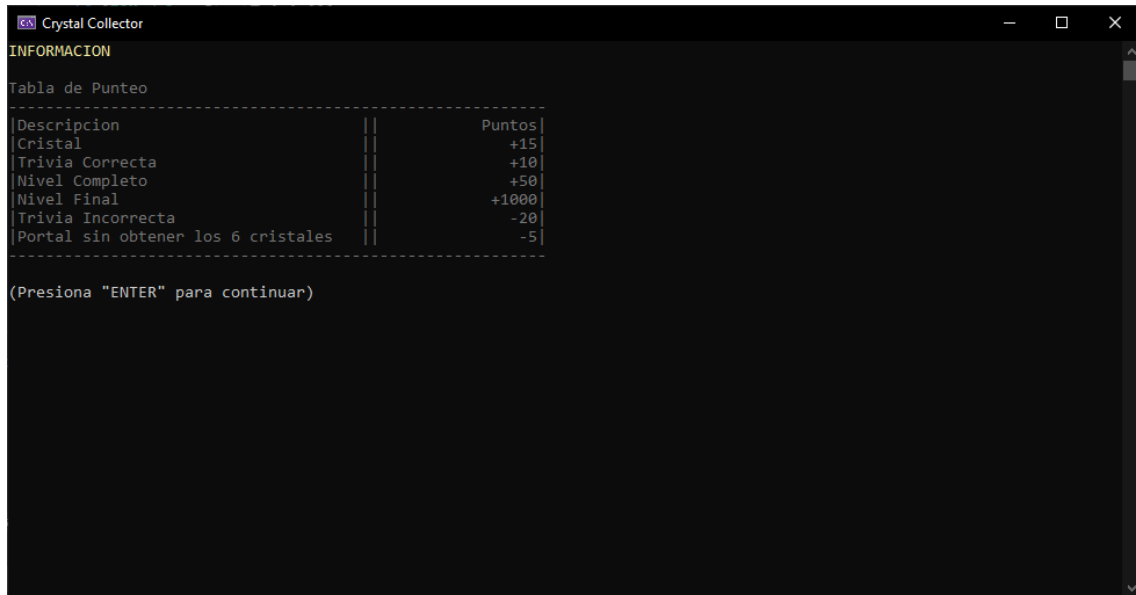 Crystal Collector
INFORMACION
Tabla de Punteo
----------------------------------------------------------
|Descripcion                          ||           Puntos|
|Cristal                              ||              +15|
|Trivia Correcta                      ||              +10|
|Nivel Completo                       ||              +50|
|Nivel Final                          ||            +1000|
|Trivia Incorrecta                    ||              -20|
|Portal sin obtener los 6 cristales   ||               -5|
----------------------------------------------------------
(Presiona "ENTER" para continuar)